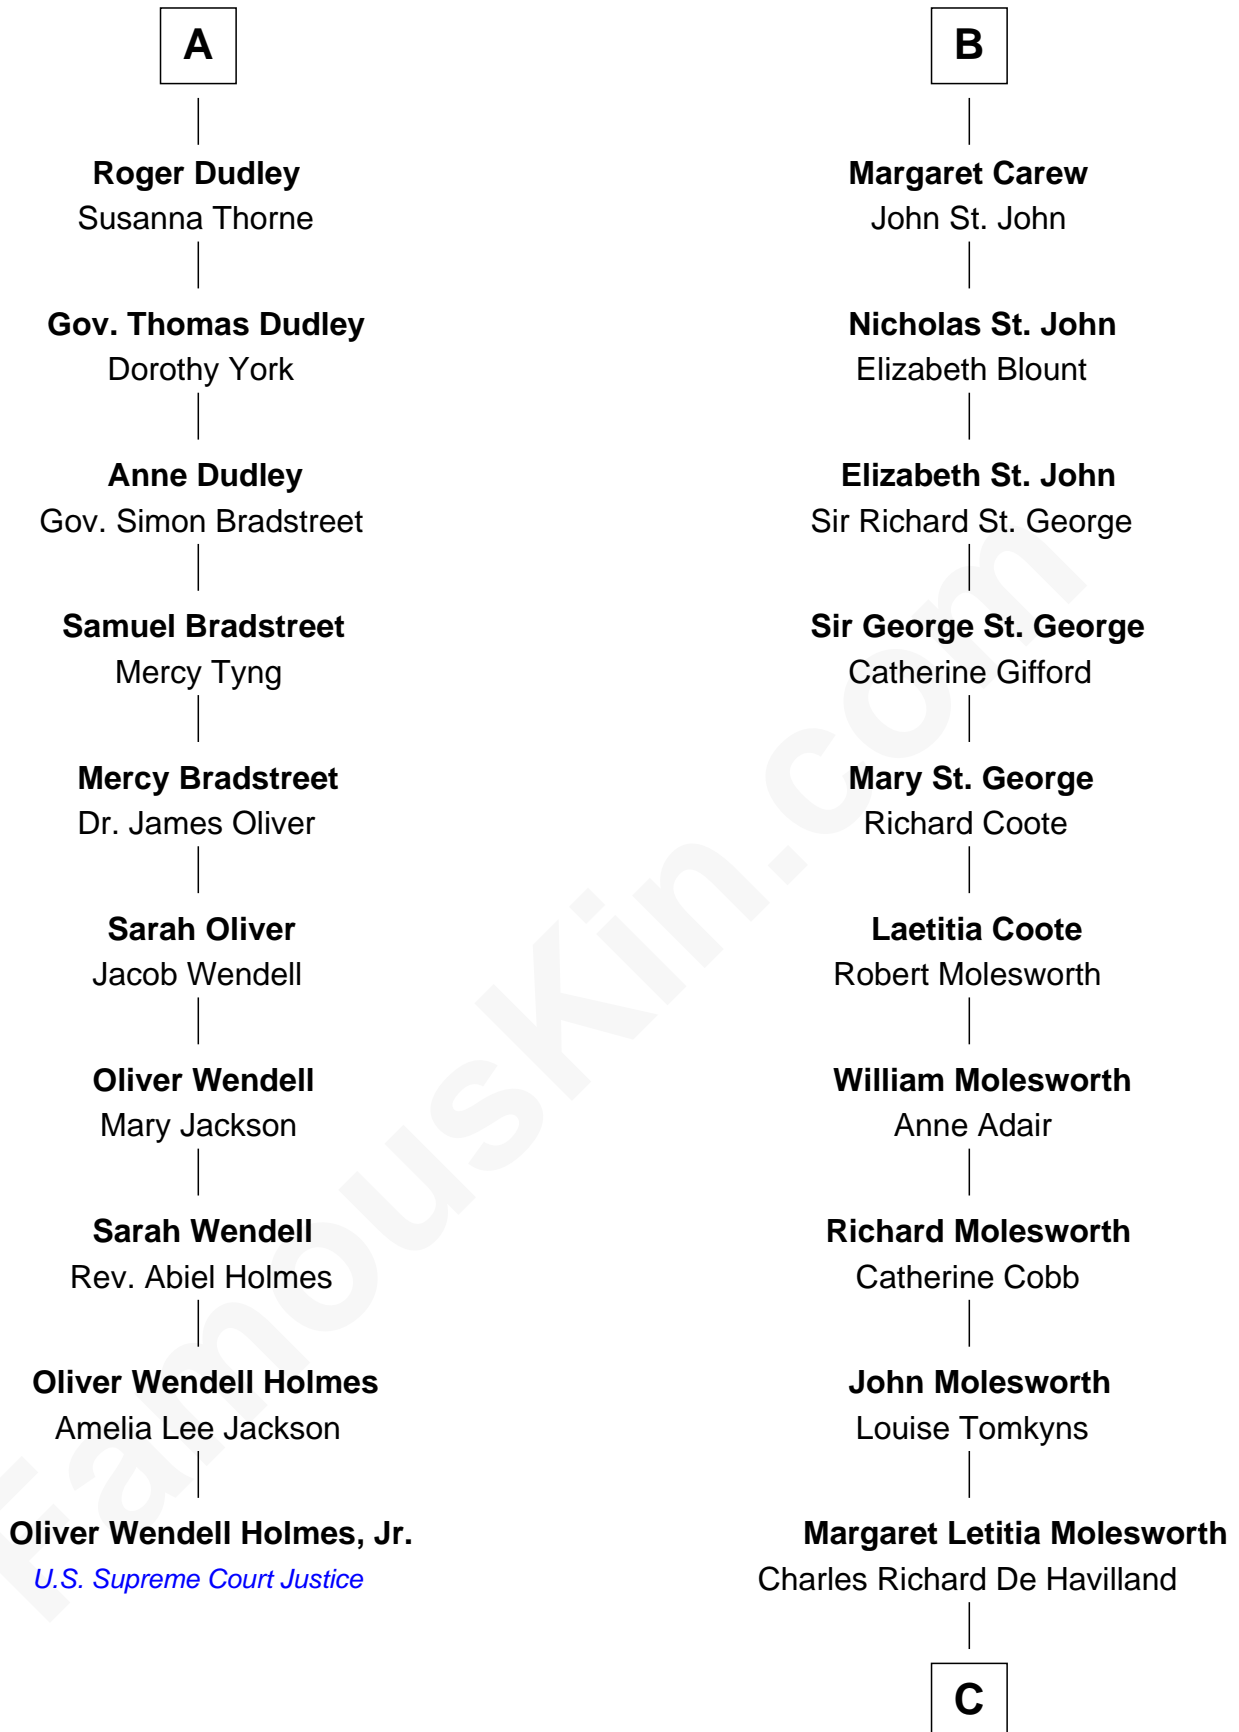 A
Roger Dudley
Susanna Thorne
Gov. Thomas Dudley
Dorothy York
Anne Dudley
Gov. Simon Bradstreet
Samuel Bradstreet
Mercy Tyng
Mercy Bradstreet
Dr. James Oliver
Sarah Oliver
Jacob Wendell
Oliver Wendell
Mary Jackson
Sarah Wendell
Rev. Abiel Holmes
Oliver Wendell Holmes
Amelia Lee Jackson
Oliver Wendell Holmes, Jr.
U.S. Supreme Court Justice
B
Margaret Carew
John St. John
Nicholas St. John
Elizabeth Blount
Elizabeth St. John
Sir Richard St. George
Sir George St. George
Catherine Gifford
Mary St. George
Richard Coote
Laetitia Coote
Robert Molesworth
William Molesworth
Anne Adair
Richard Molesworth
Catherine Cobb
John Molesworth
Louise Tomkyns
Margaret Letitia Molesworth
Charles Richard De Havilland
C
FamousKin.com